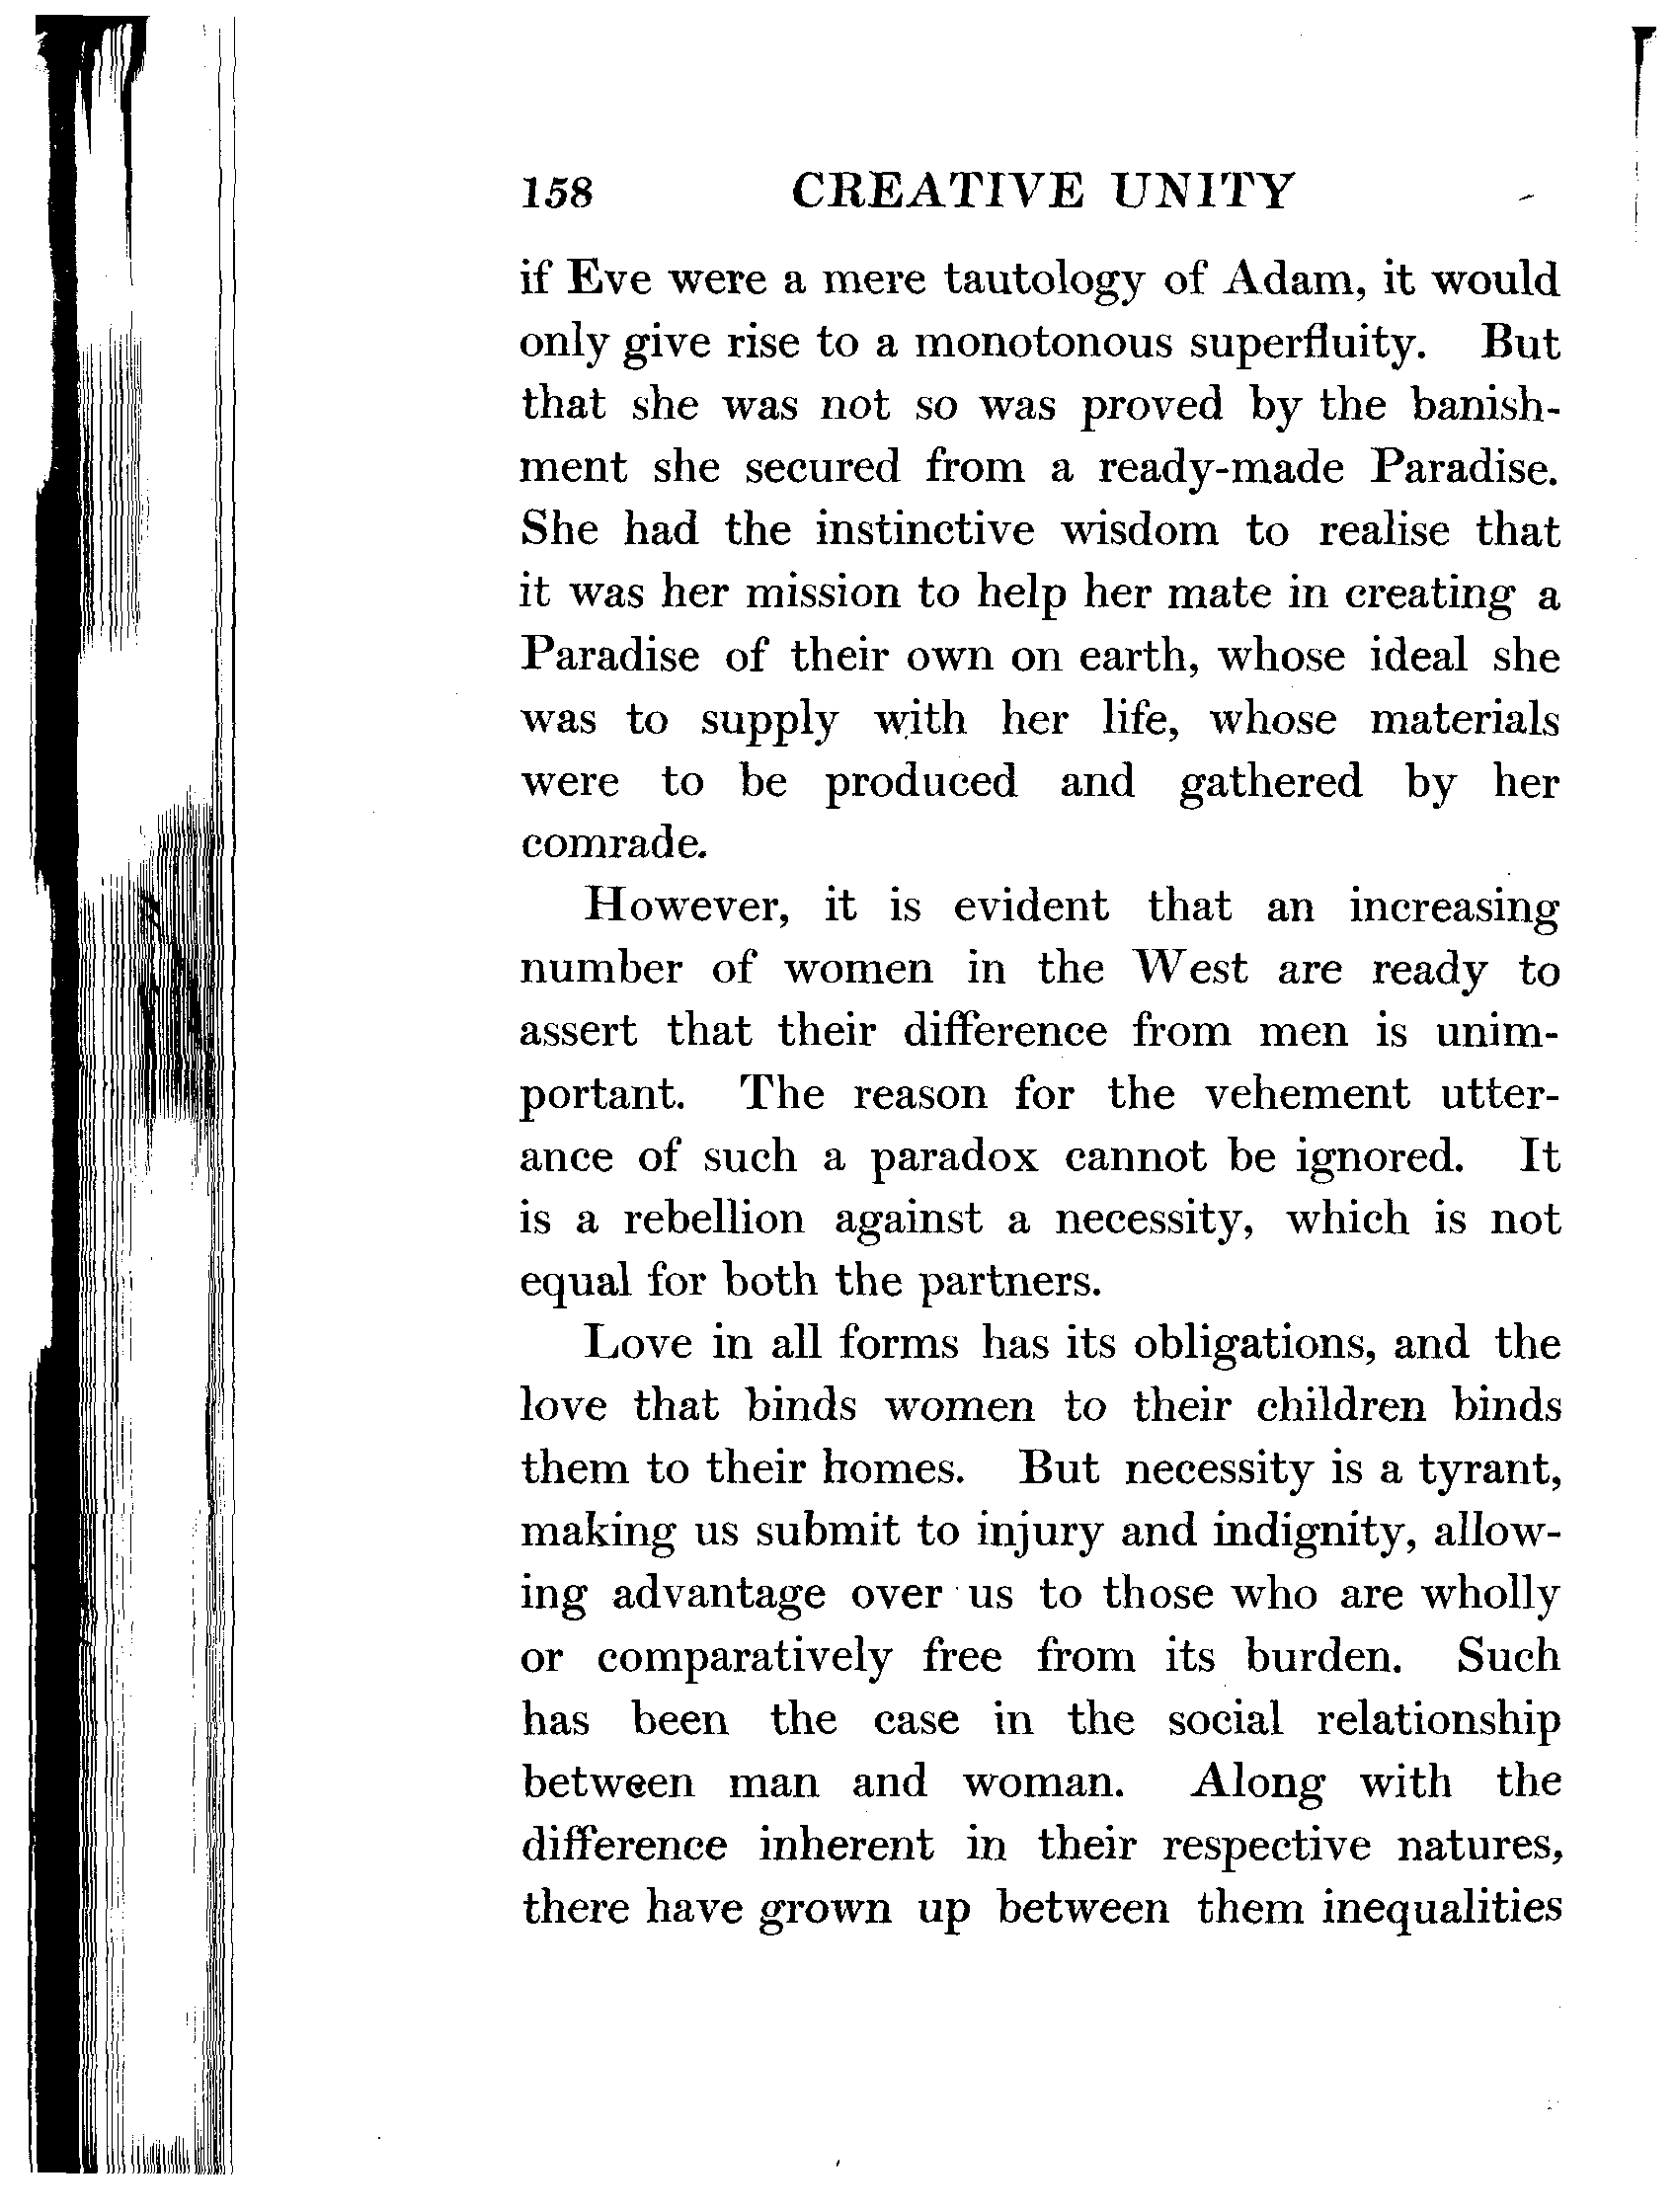 158 CREATIVE UNITY
if Eve were a mere tautology of Adam, it would
only give rise to a monotonous superfluity. But
that she was not so was proved by the banish-
ment she secured from a ready-made Paradise.
She had the instinctive wisdom to realise that
it was her mission to help her mate in creating a
Paradise of their own on earth, whose ideal she
was to supply with her life, whose materials
were to be produced and gathered by her
comrade.
However, it is evident that an increasing
number of women in the West are ready to
assert that their difference from men is unim-
portant. The reason for the vehement utter-
ance of such a paradox cannot be ignored. It
is a rebellion against a necessity, which is not
equal for both the partners.
Love in all forms has its obligations, and the
love that binds women to their children binds
them to their homes. But necessity is a tyrant,
making us submit to injury and indignity, allow-
ing advantage over us to those who are wholly
or comparatively free from its burden. Such
has been the case in the social relationship
between man and woman. Along with the
difference inherent in their respective natures,
there have grown up between them inequalities